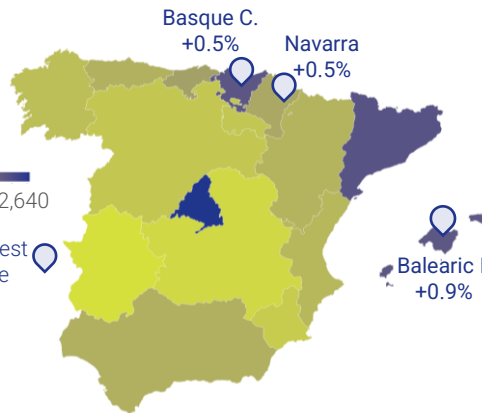 Basque C.
+0.5%
Navarra
+0.5%
2,640
est
e
Balearic I
+0.9%